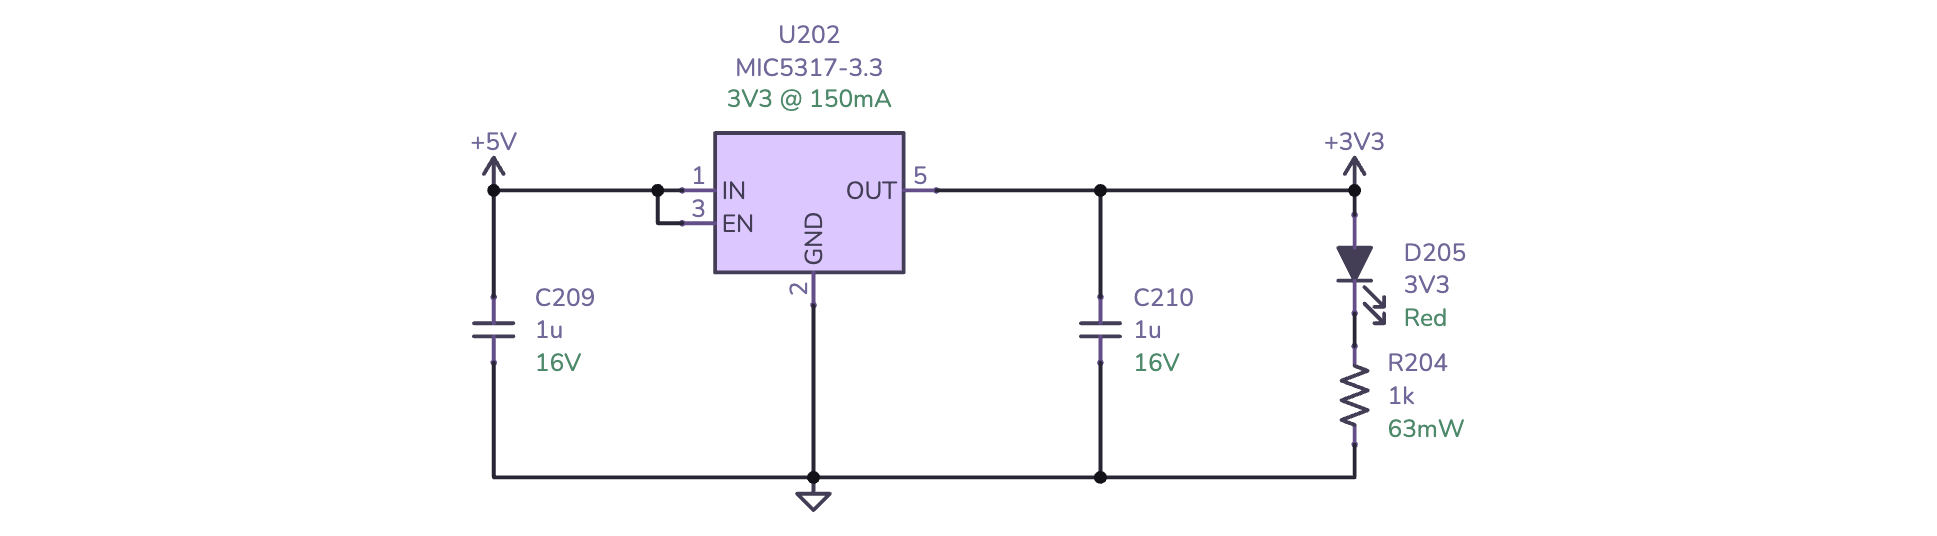 U202
MIC5317-3.3
3V3 @ 150mA
+5V
+3V3
1
IN
5
OUT
3
EN
GND
2
C209
1u
16V
C210
1u
16V
D205
3V3
Red
R204
1k
63mW